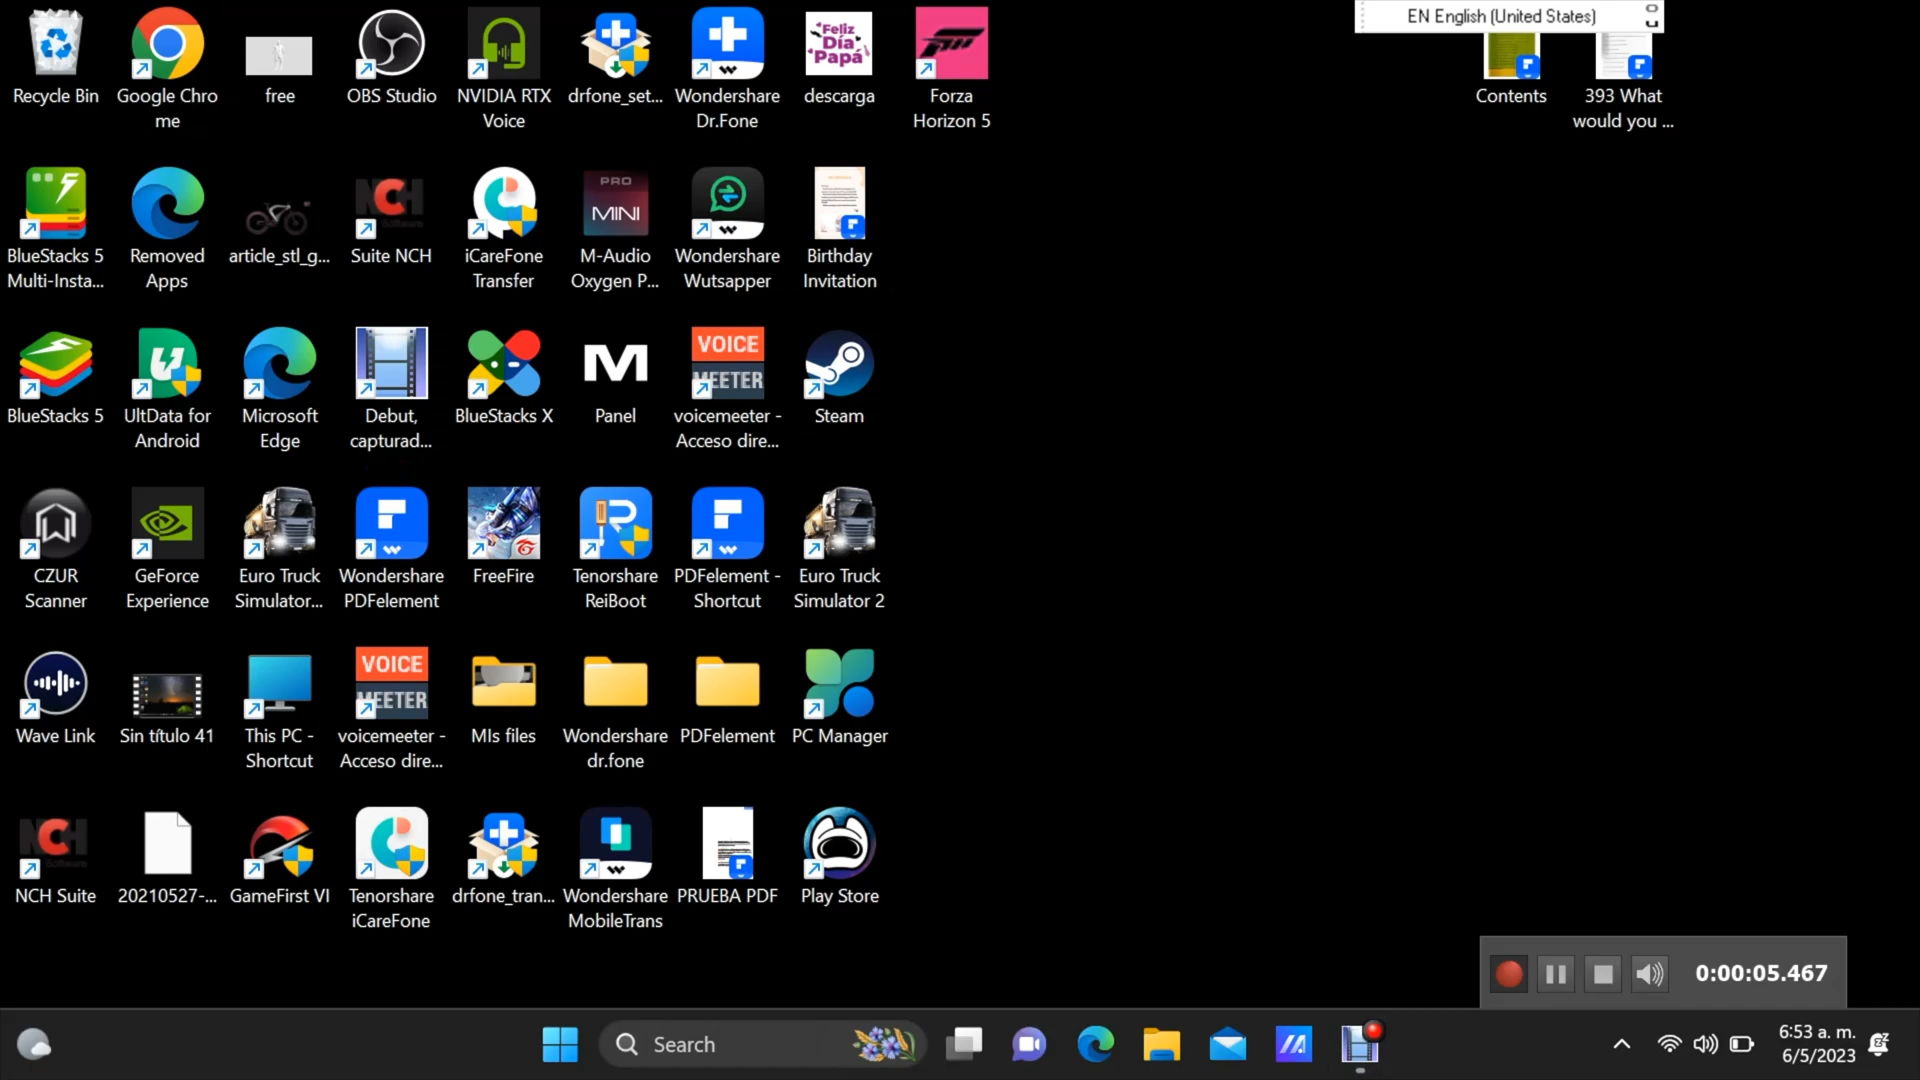 EN English (United States)
Recycle Bin
Google Chro
me
free
OBS Studio
NVIDIA RTX
Voice
drfone_set...
Wondershare
Dr.Fone
Feliz
Día
Papá
descarga
Forza
Horizon 5
Contents
393 What
would you ...
BlueStacks 5
Multi-Insta...
Removed
Apps
article_stl_g...
NCH
Software
Suite NCH
iCareFone
Transfer
PRO
MINI
M-Audio
Oxygen P...
Wondershare
Wutsapper
Birthday
Invitation
BlueStacks 5
UltData for
Android
Microsoft
Edge
Debut,
capturad...
BlueStacks X
M
Panel
VOICE
MEETER
voicemeeter -
Acceso dire...
Steam
CZUR
Scanner
GeForce
Experience
Euro Truck
Simulator...
Wondershare
PDFelement
FreeFire
Tenorshare
ReiBoot
PDFelement -
Shortcut
Euro Truck
Simulator 2
Wave Link
Sin título 41
This PC -
Shortcut
VOICE
MEETER
voicemeeter -
Acceso dire...
MIs files
Wondershare
dr.fone
PDFelement
PC Manager
NCH
Software
NCH Suite
20210527-...
GameFirst VI
Tenorshare
iCareFone
drfone_tran...
Wondershare
MobileTrans
PRUEBA PDF
Play Store
0:00:05.467
Search
6:53 a. m.
6/5/2023